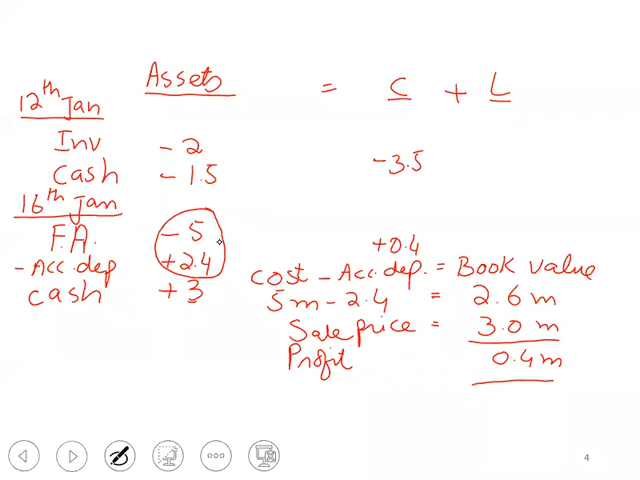 Assets = C + L
12th Jan
Inv - 2
Cash - 1.5 -3.5
16th Jan
F.A. - 5
+0.4
- Acc. dep +2.4
cash + 3
cost - Acc. dep. = Book value
5m - 2.4 = 2.6 m
Sale price = 3.0 m
Profit 0.4m
4